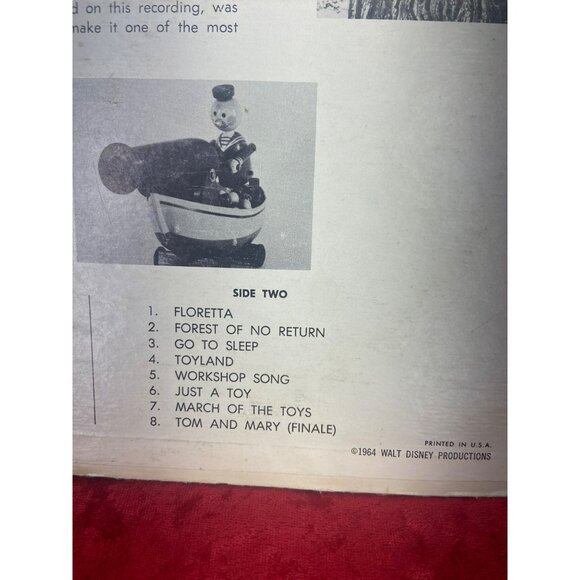 d on this recording, was
make it one of the most
SIDE TWO
1. FLORETTA
2. FOREST OF NO RETURN
3. GO TO SLEEP
4. TOYLAND
5. WORKSHOP SONG
6. JUST A TOY
7. MARCH OF THE TOYS
8. TOM AND MARY (FINALE)
PRINTED IN U.S.A.
©1964 WALT DISNEY PRODUCTIONS